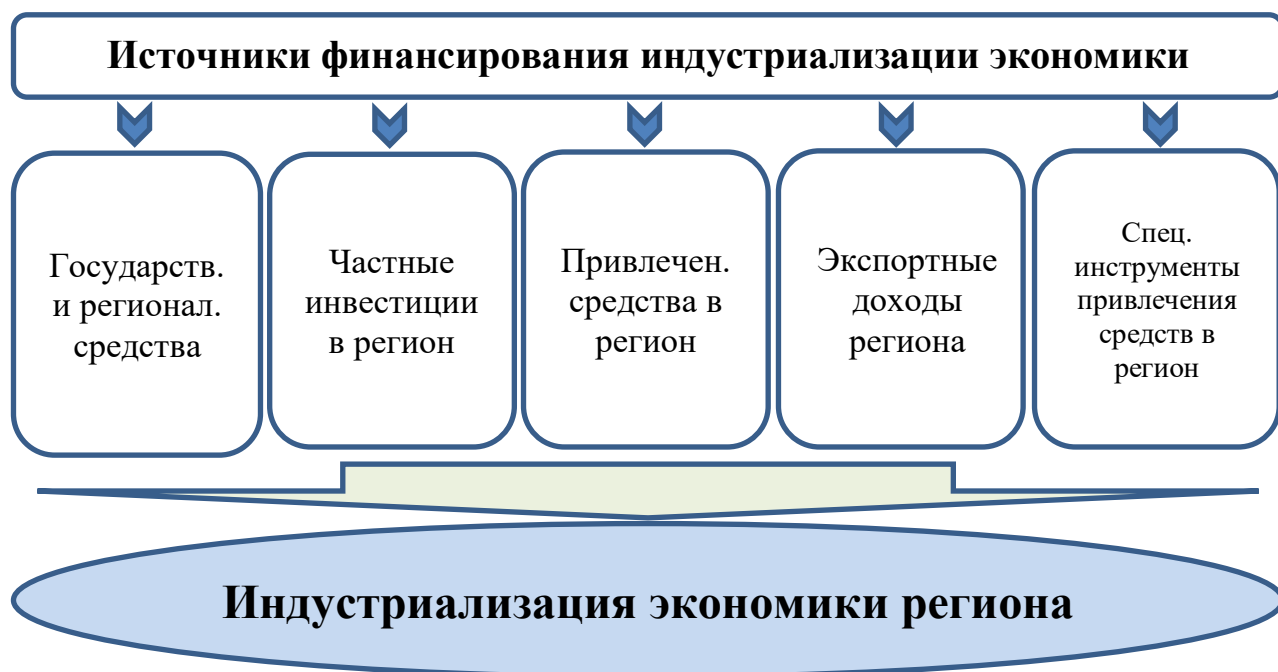 Источники финансирования индустриализации экономики
Государств.
и регионал.
средства
Частные
инвестиции
в регион
Привлечен.
средства в
регион
Экспортные
доходы
региона
Спец.
инструменты
привлечения
средств в
регион
Индустриализация экономики региона